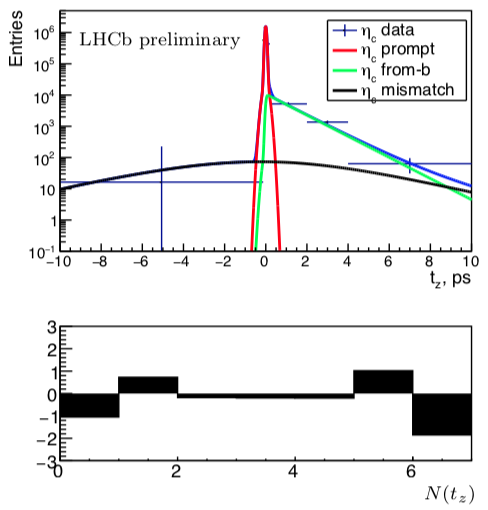 Entries
LHCb preliminary
η_c data
η_c prompt
η_c from-b
η_c mismatch
10^6
10^5
10^4
10^3
10^2
10
1
10^−1
−10 −8 −6 −4 −2 0 2 4 6 8 10
t_z, ps
3
2
1
0
−1
−2
−3
0 2 4 6
N(t_z)